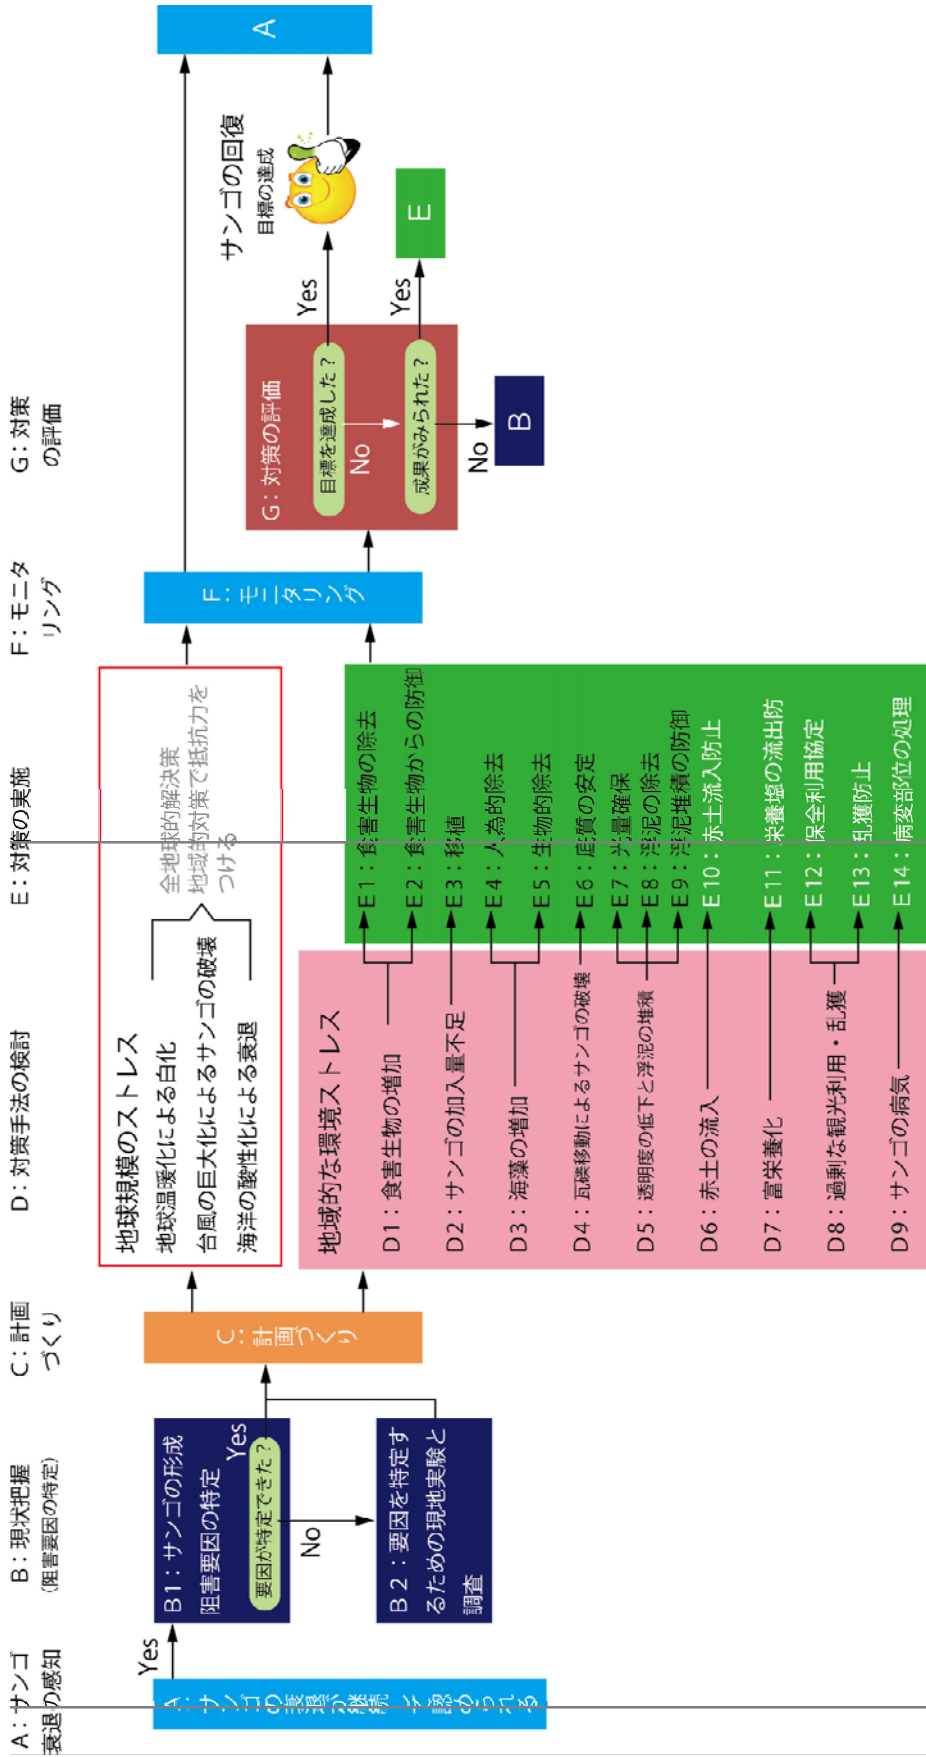 A：サンゴ
衰退の感知
B：現状把握
（阻害要因の特定）
C：計画
づくり
D：対策手法の検討
E：対策の実施
F：モニタ
リング
G：対策
の評価
A：サンゴの衰退が継続して認められる
Yes
B1：サンゴの形成
阻害要因の特定
要因が特定できた？
Yes
No
B2：要因を特定す
るための現地実験と
調査
C：計画づくり
地球規模のストレス
地球温暖化による白化
台風の巨大化によるサンゴの破壊
海洋の酸性化による衰退
全地球的解決策
地域的対策で抵抗力を
つける
地域的な環境ストレス
D1：食害生物の増加
D2：サンゴの加入量不足
D3：海藻の増加
D4：瓦礫移動によるサンゴの破壊
D5：透明度の低下と浮泥の堆積
D6：赤土の流入
D7：富栄養化
D8：過剰な観光利用・乱獲
D9：サンゴの病気
E1：食害生物の除去
E2：食害生物からの防御
E3：移植
E4：人為的除去
E5：生物的除去
E6：底質の安定
E7：光量確保
E8：浮泥の除去
E9：浮泥堆積の防御
E10：赤土流入防止
E11：栄養塩の流出防
E12：保全利用協定
E13：乱獲防止
E14：病変部位の処理
F：モニタリング
G：対策の評価
目標を達成した？
Yes
No
成果がみられた？
Yes
No
サンゴの回復
目標の達成
A
E
B